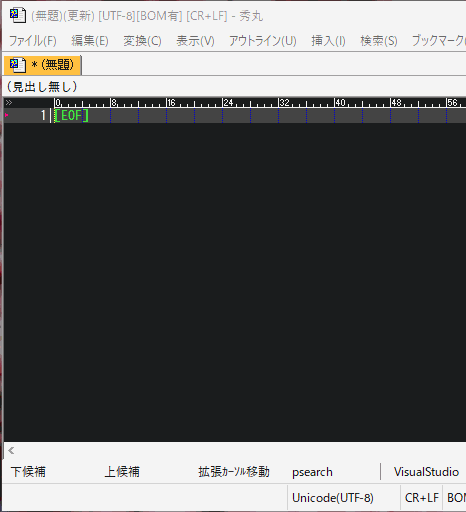 (無題)(更新) [UTF-8][BOM有] [CR+LF] - 秀丸
ファイル(F) 編集(E) 変換(C) 表示(V) アウトライン(U) 挿入(I) 検索(S) ブックマーク(
* (無題)
(見出し無し)
0 8 16 24 32 40 48 56
1 [EOF]
下候補 上候補 拡張ｶｰｿﾙ移動 psearch VisualStudio
Unicode(UTF-8) CR+LF BOM